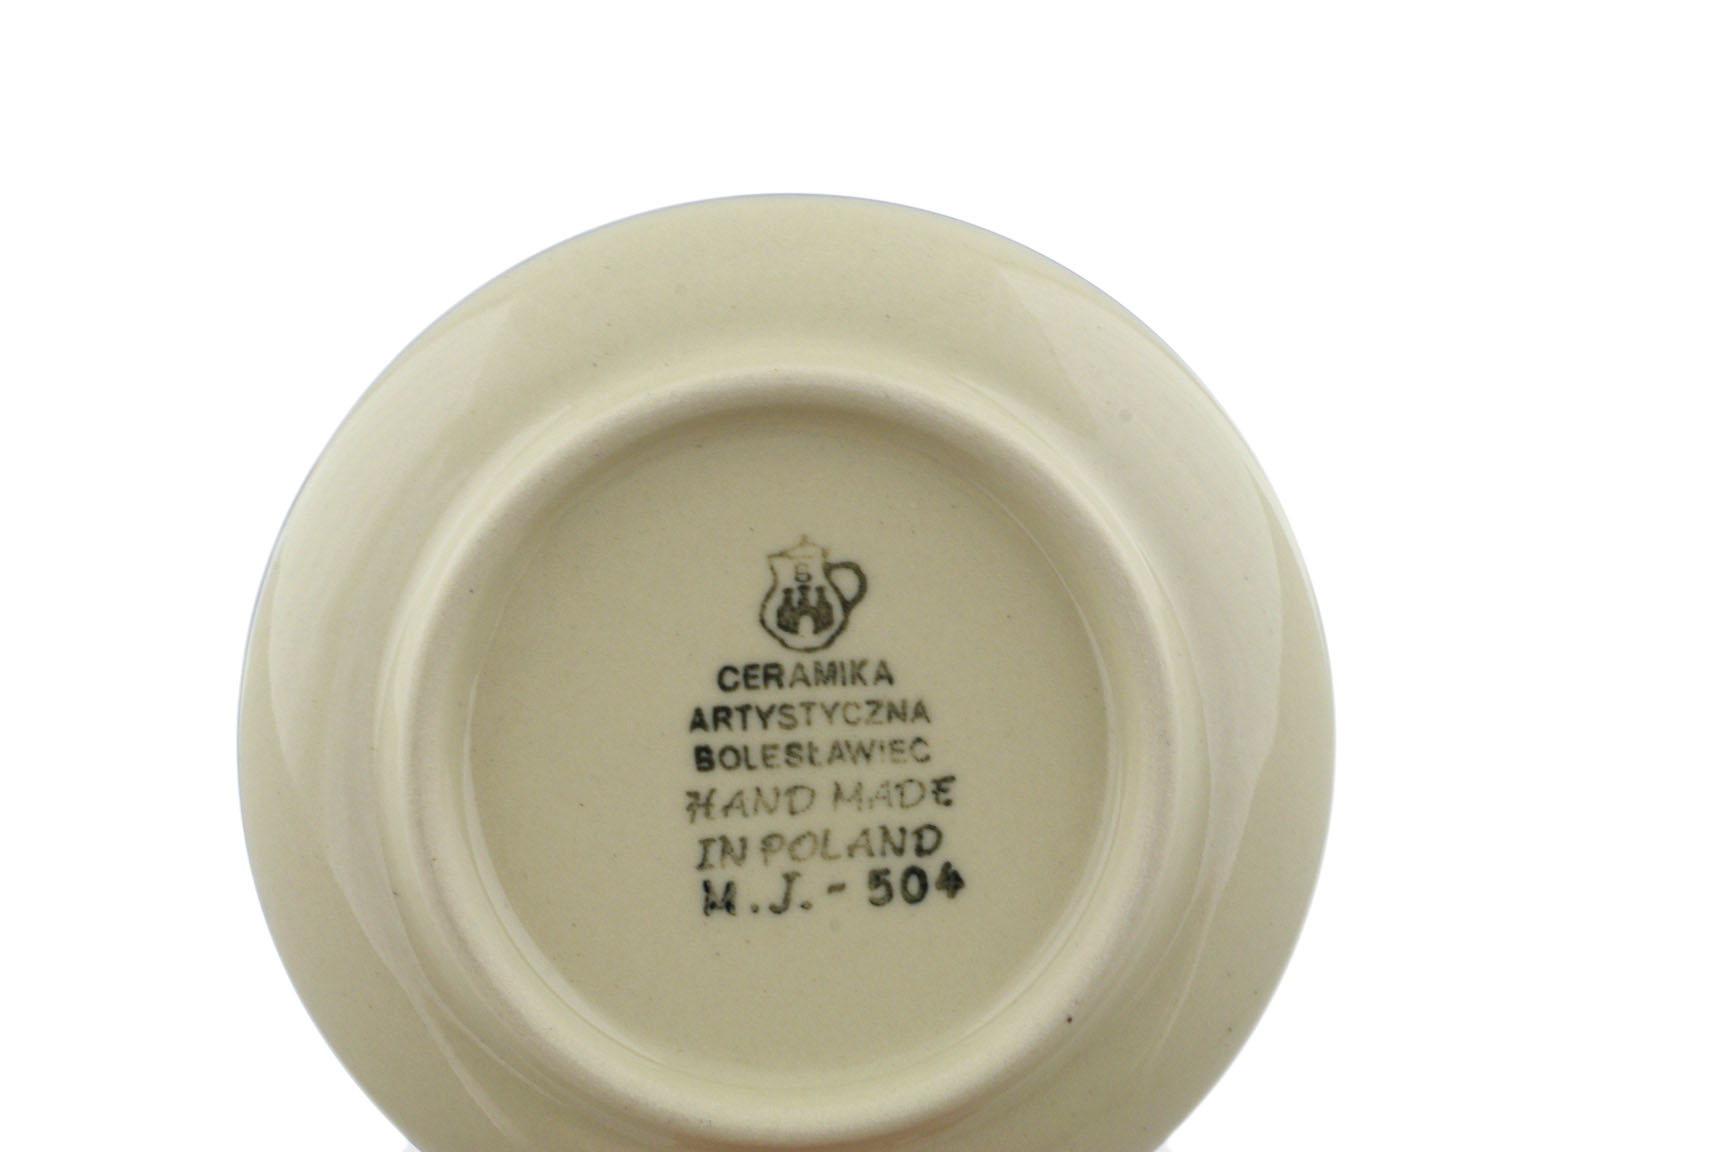 B
CERAMIKA
ARTYSTYCZNA
BOLESŁAWIEC
HAND MADE
IN POLAND
M.J.-504